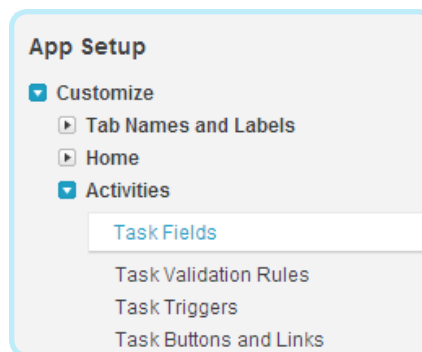 App Setup
Customize
Tab Names and Labels
Home
Activities
Task Fields
Task Validation Rules
Task Triggers
Task Buttons and Links